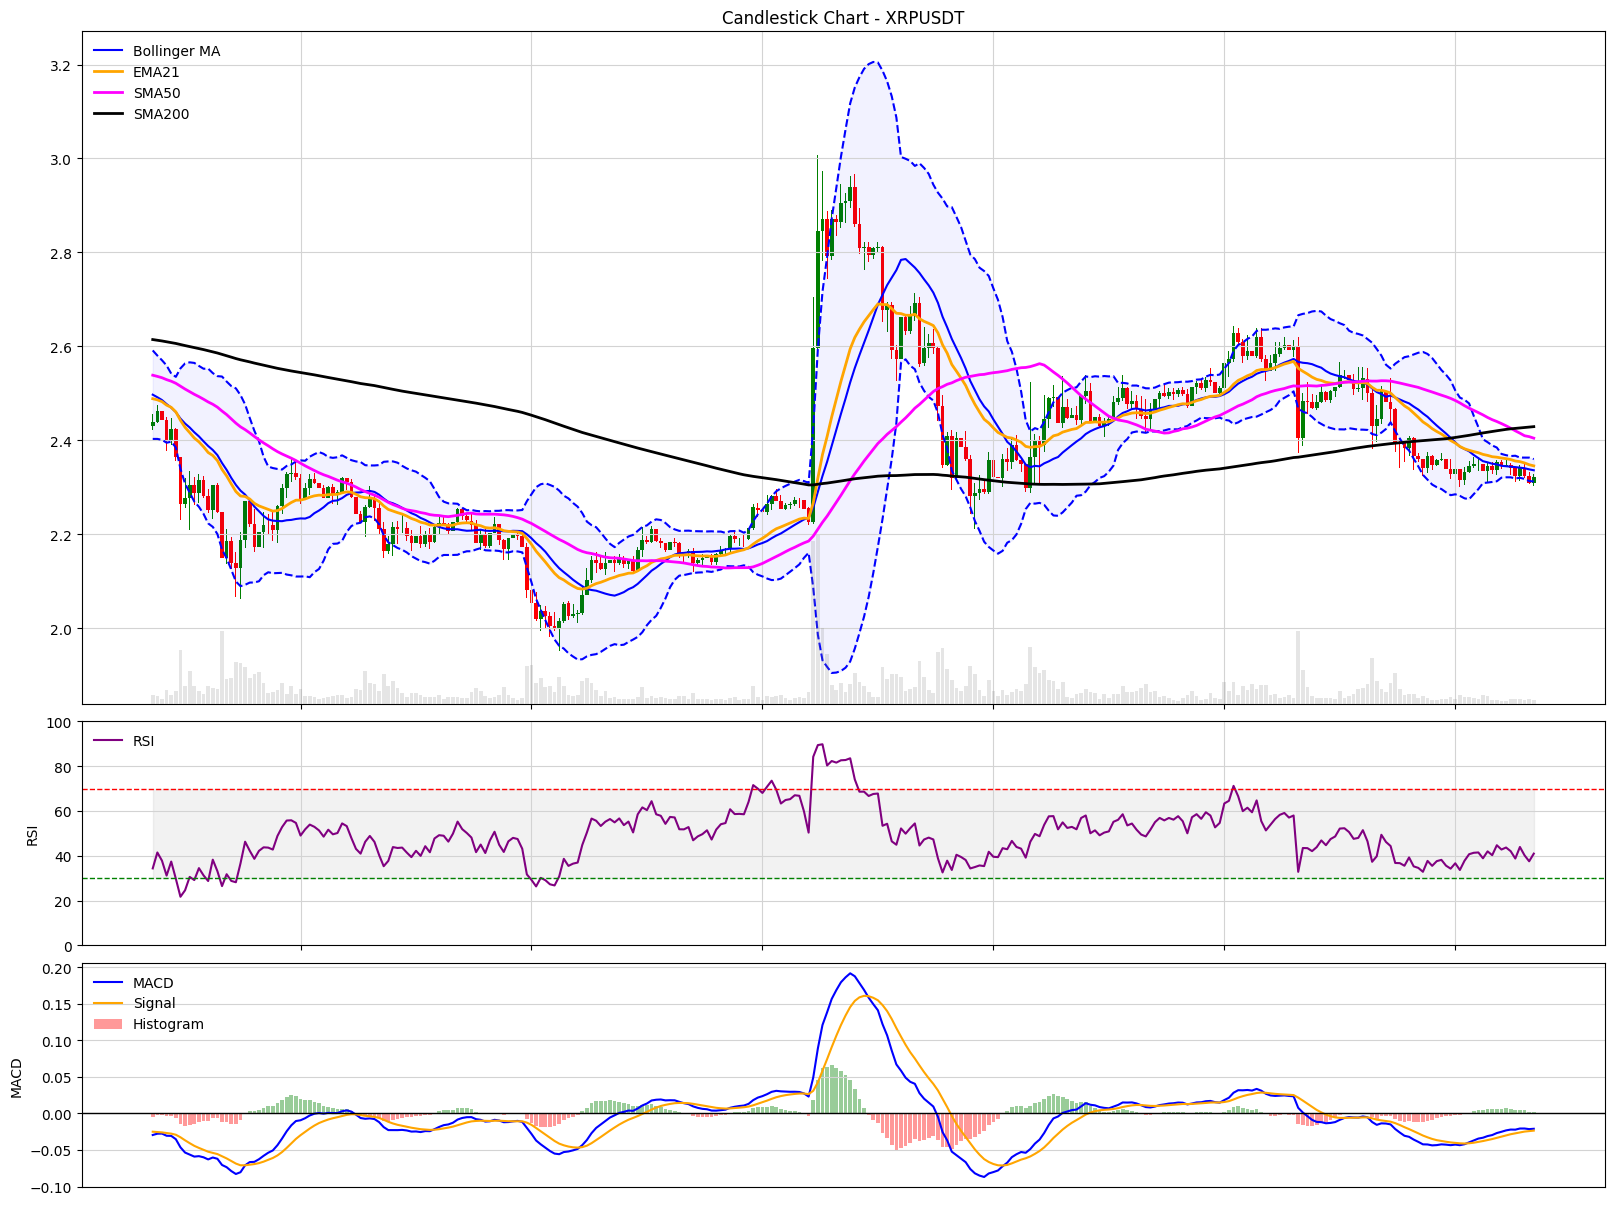 Candlestick Chart - XRPUSDT
Bollinger MA
EMA21
SMA50
SMA200
3.2
3.0
2.8
2.6
2.4
2.2
2.0
RSI
100
80
60
40
20
0
RSI
MACD
Signal
Histogram
0.20
0.15
0.10
0.05
0.00
−0.05
−0.10
MACD